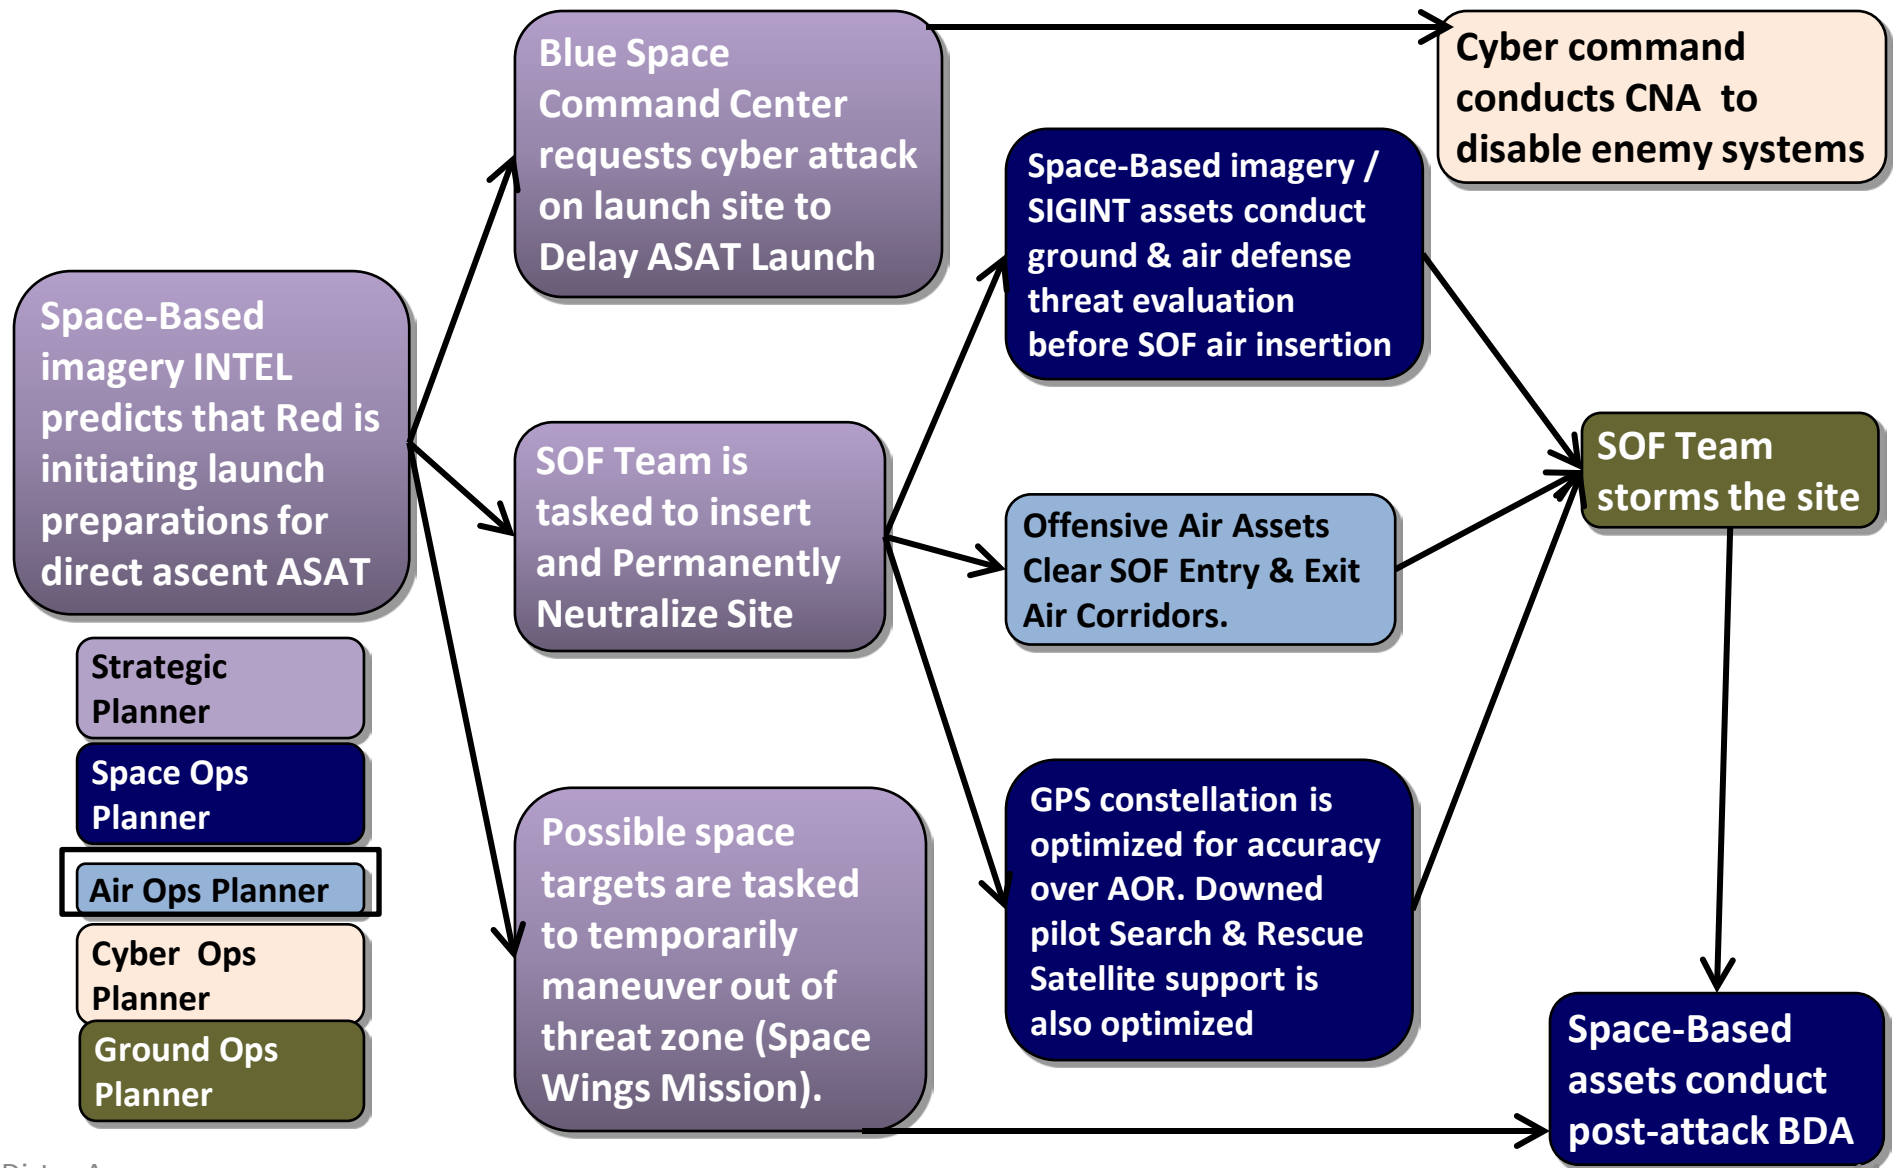 Space-Based
imagery INTEL
predicts that Red is
initiating launch
preparations for
direct ascent ASAT
Strategic
Planner
Space Ops
Planner
Air Ops Planner
Cyber Ops
Planner
Ground Ops
Planner
Blue Space
Command Center
requests cyber attack
on launch site to
Delay ASAT Launch
SOF Team is
tasked to insert
and Permanently
Neutralize Site
Possible space
targets are tasked
to temporarily
maneuver out of
threat zone (Space
Wings Mission).
Space-Based imagery /
SIGINT assets conduct
ground & air defense
threat evaluation
before SOF air insertion
Offensive Air Assets
Clear SOF Entry & Exit
Air Corridors.
GPS constellation is
optimized for accuracy
over AOR. Downed
pilot Search & Rescue
Satellite support is
also optimized
Cyber command
conducts CNA to
disable enemy systems
SOF Team
storms the site
Space-Based
assets conduct
post-attack BDA